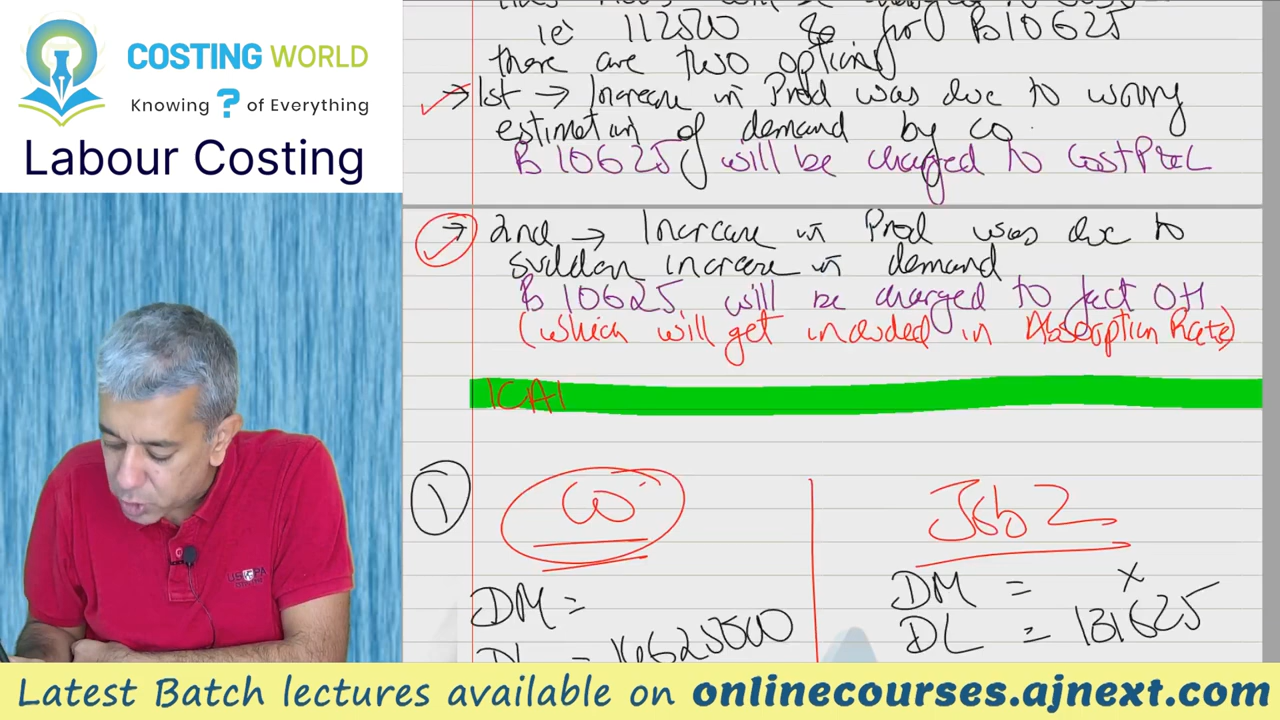 COSTING WORLD
Knowing ? of Everything
Labour Costing
ie 112500 & for ₨ 10625
there are two options
→ 1st → Increase in Prod was due to wrong
estimation of demand by co.
₨ 10625 will be charged to Cost P&L
→ 2nd → Increase in Prod was due to
sudden increase in demand
₨ 10625 will be charged to fact OH
(which will get included in Absorption Rate)
ICAI
1
Job 2
DM =
DM = x
DL = 131625
Latest Batch lectures available on onlinecourses.ajnext.com